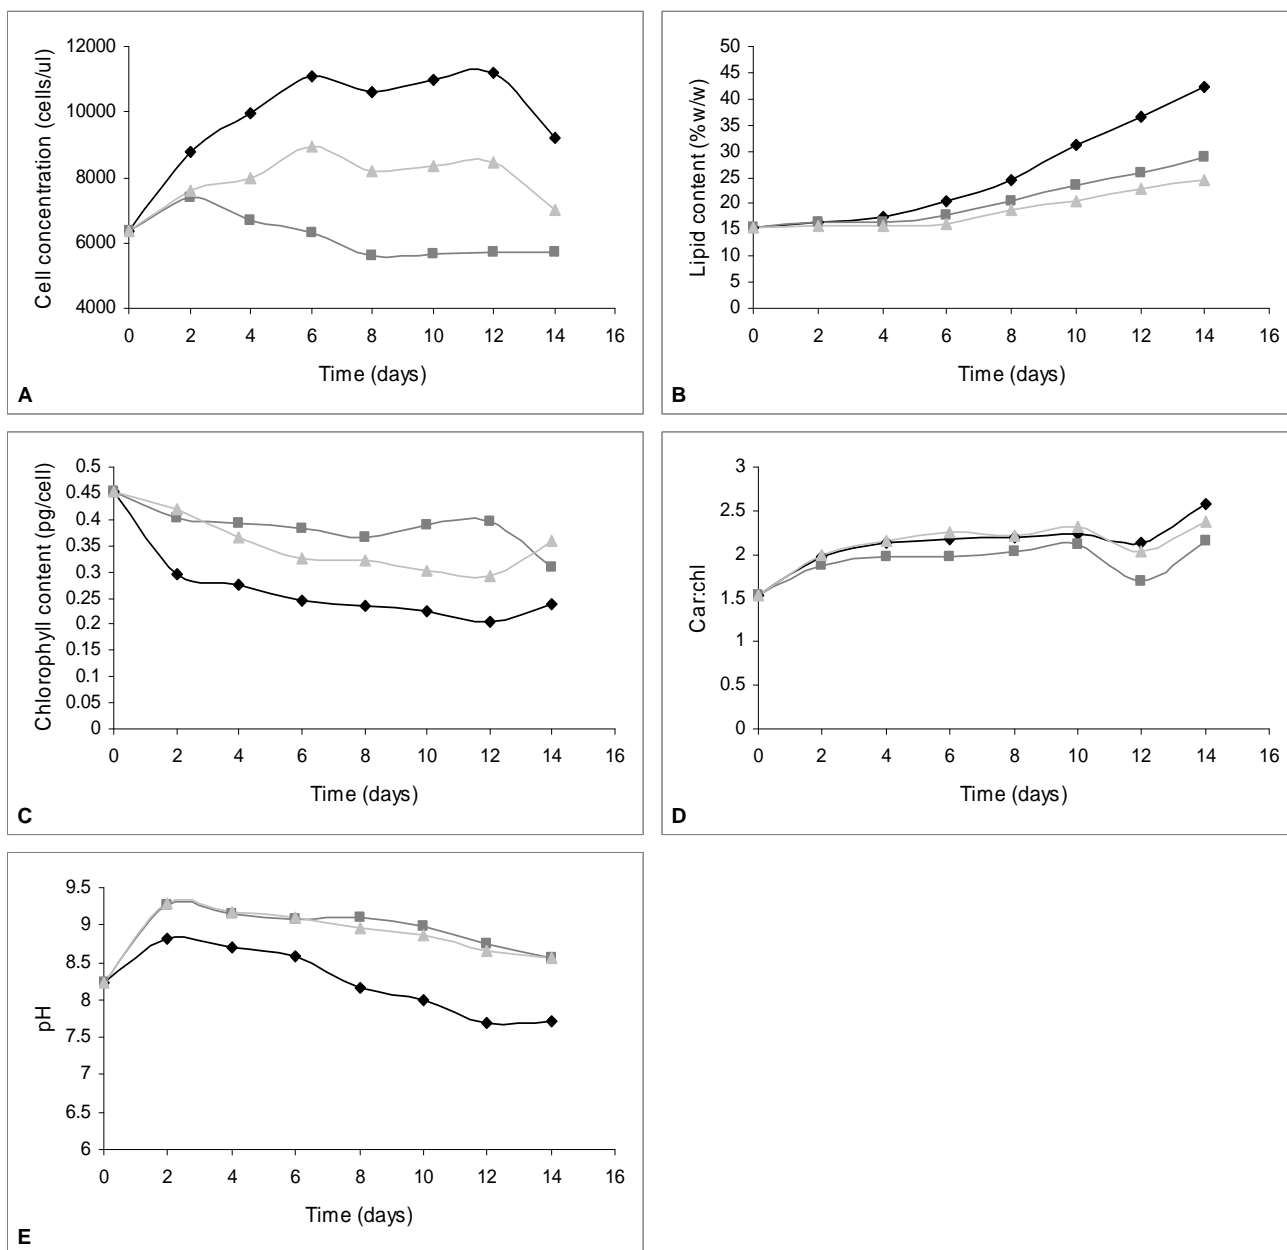 12000
10000
8000
6000
4000
Cell concentration (cells/ul)
0 2 4 6 8 10 12 14 16
Time (days)
A
50
45
40
35
30
25
20
15
10
5
0
Lipid content (%w/w)
0 2 4 6 8 10 12 14 16
Time (days)
B
0.5
0.45
0.4
0.35
0.3
0.25
0.2
0.15
0.1
0.05
0
Chlorophyll content (pg/cell)
0 2 4 6 8 10 12 14 16
Time (days)
C
3
2.5
2
1.5
1
0.5
0
Car:chl
0 2 4 6 8 10 12 14 16
Time (days)
D
9.5
9
8.5
8
7.5
7
6.5
6
pH
0 2 4 6 8 10 12 14 16
Time (days)
E